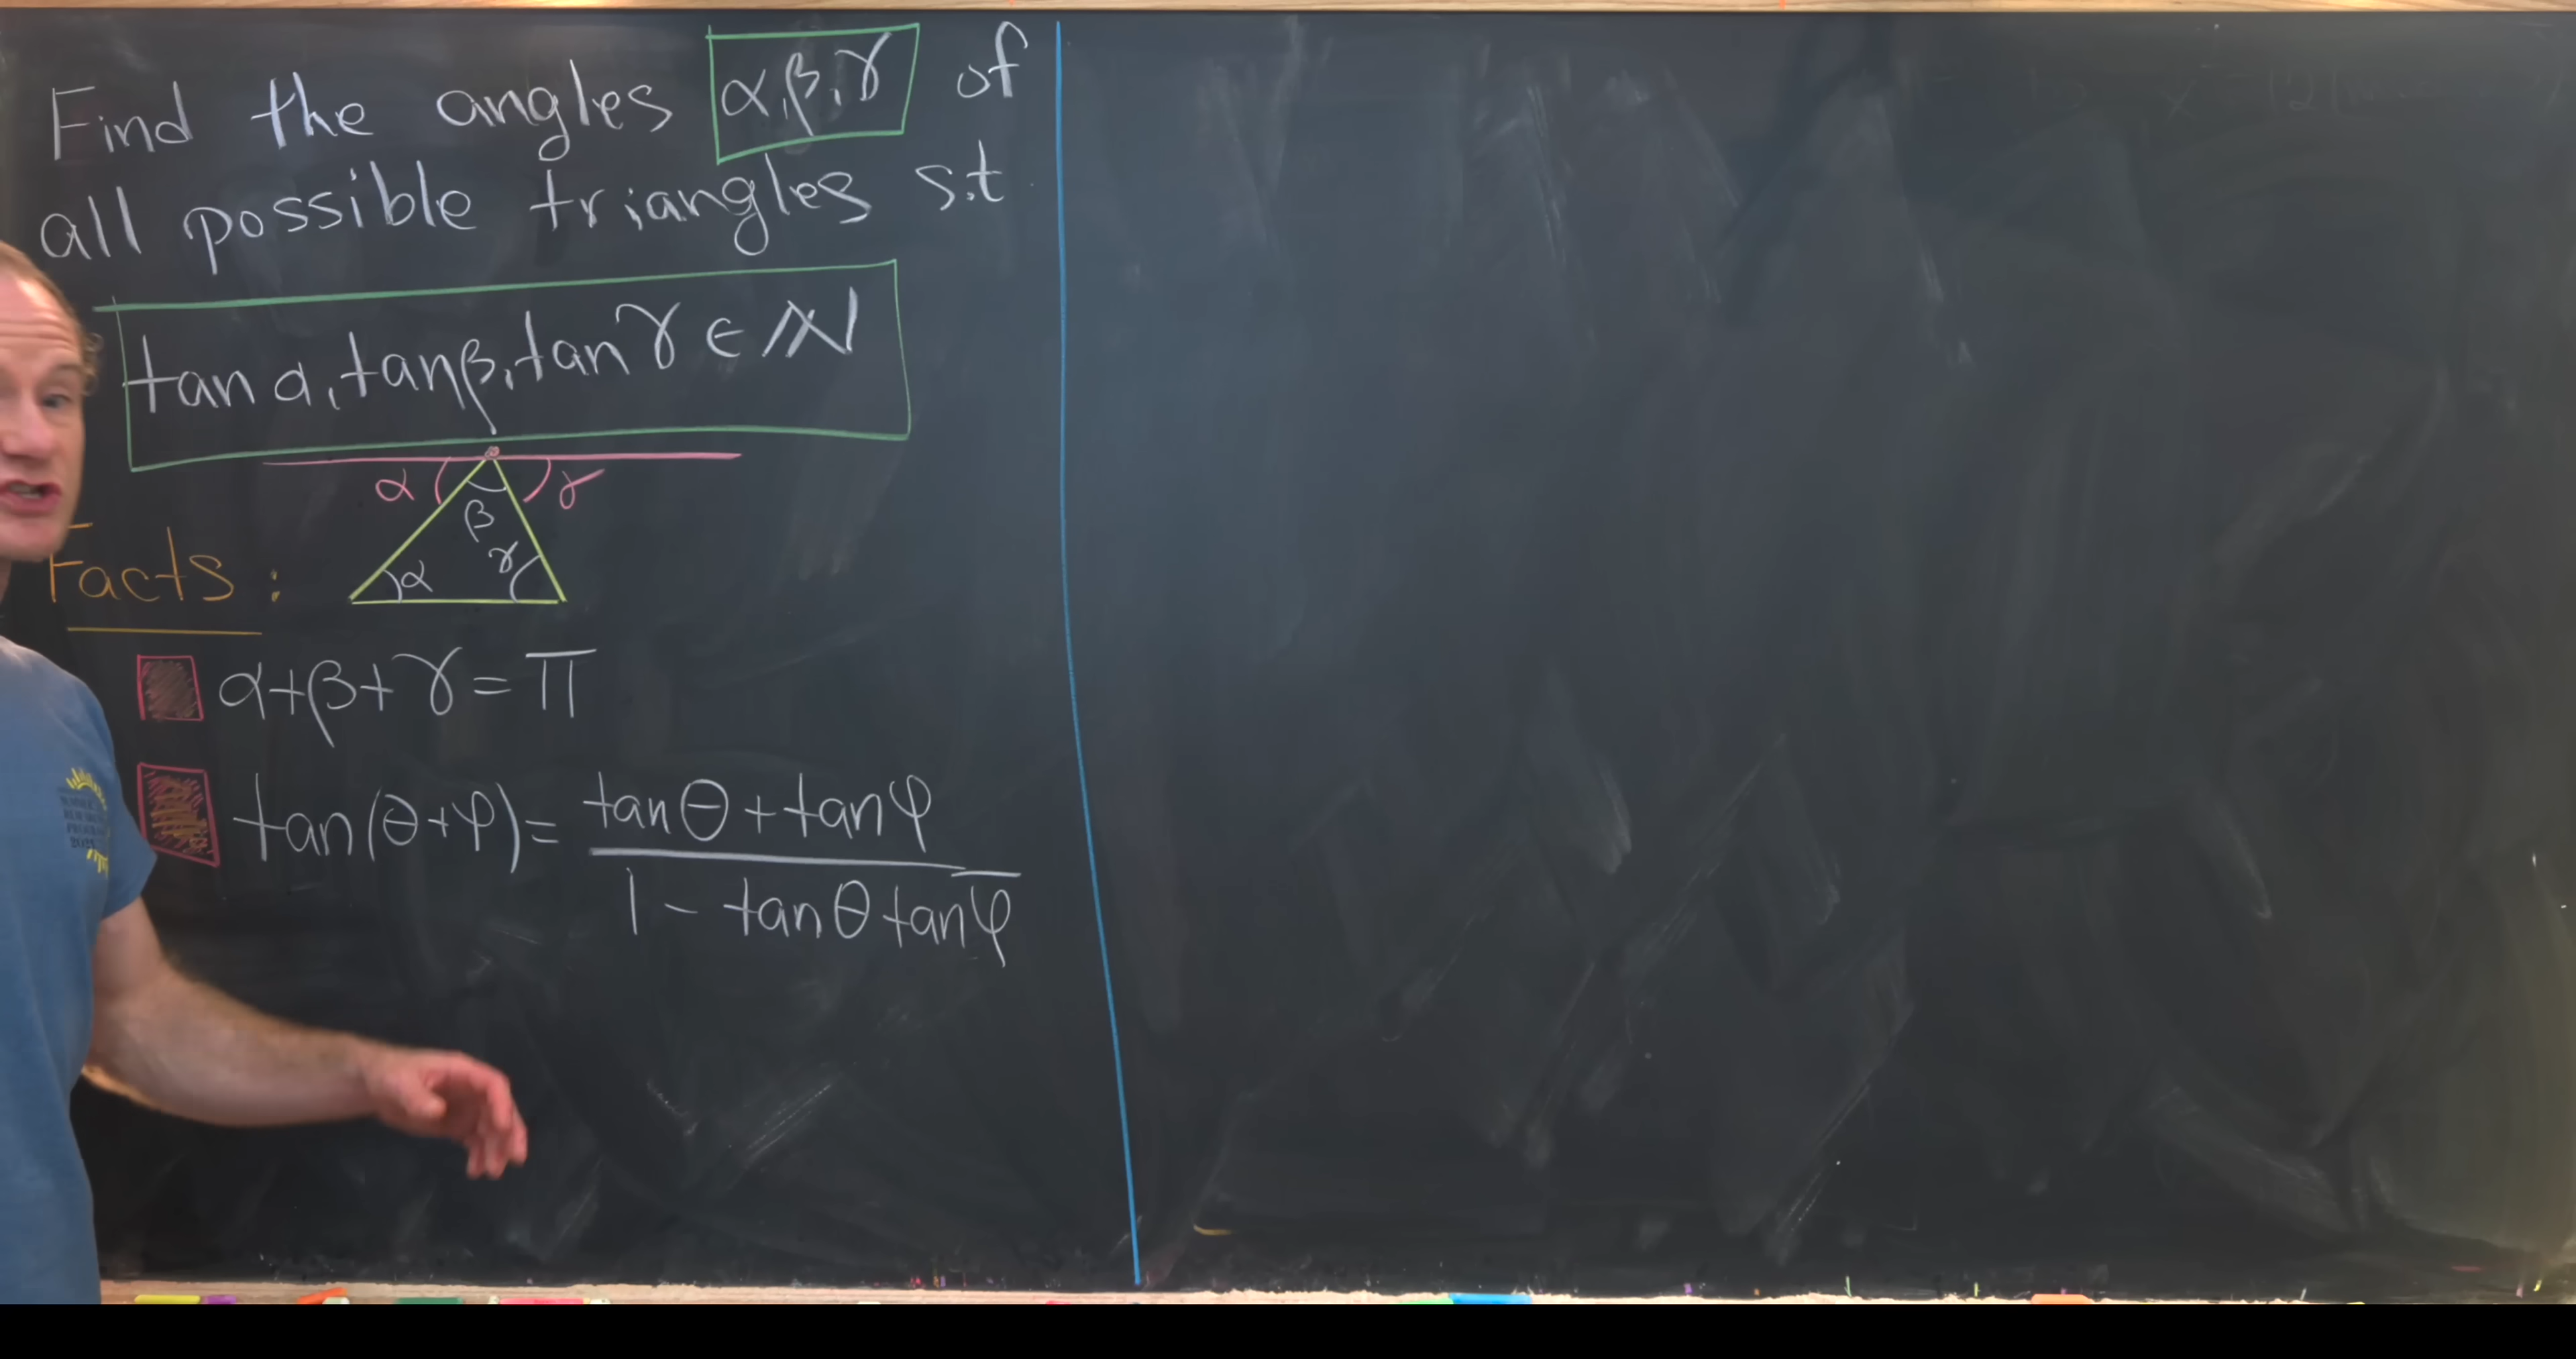 Find the angles α,β,γ of
all possible triangles s.t
tan α, tan β, tan γ ∈ ℕ
α γ
β
α γ
Facts:
α+β+γ=π
tan(θ+φ)= tanθ+tanφ
1 - tanθ tanφ